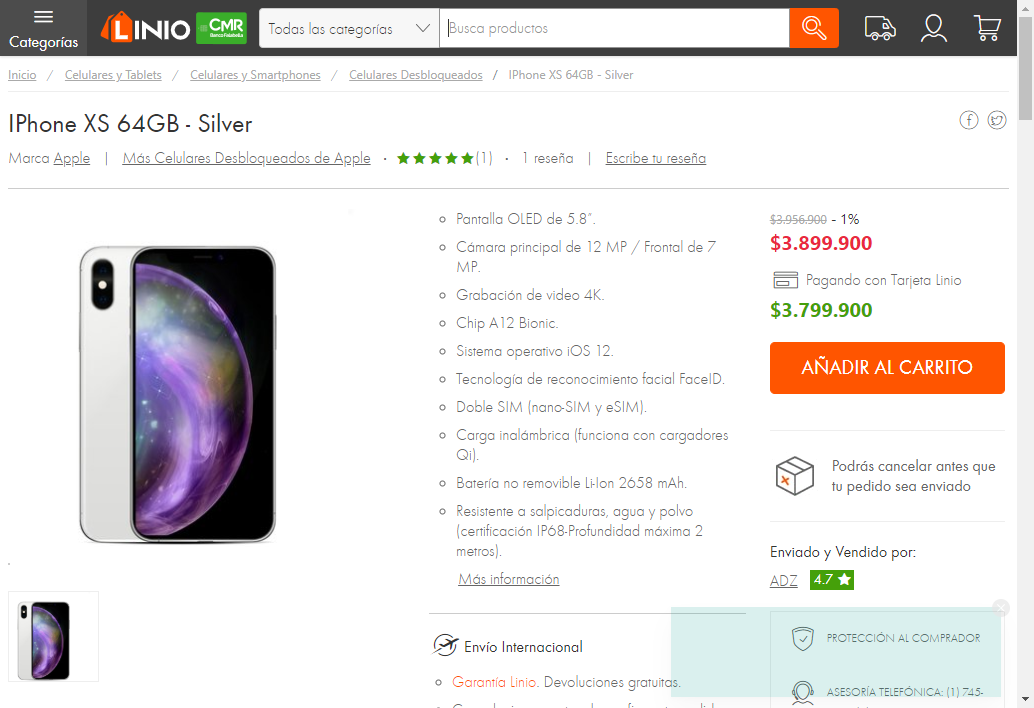 Categorías
LINIO
CMR
Banco Falabella
Todas las categorías
Busca productos
Inicio / Celulares y Tablets / Celulares y Smartphones / Celulares Desbloqueados / IPhone XS 64GB - Silver
IPhone XS 64GB - Silver
Marca Apple | Más Celulares Desbloqueados de Apple · (1) · 1 reseña | Escribe tu reseña
Pantalla OLED de 5.8".
Cámara principal de 12 MP / Frontal de 7
MP.
Grabación de video 4K.
Chip A12 Bionic.
Sistema operativo iOS 12.
Tecnología de reconocimiento facial FaceID.
Doble SIM (nano-SIM y eSIM).
Carga inalámbrica (funciona con cargadores
Qi).
Batería no removible Li-Ion 2658 mAh.
Resistente a salpicaduras, agua y polvo
(certificación IP68-Profundidad máxima 2
metros).
Más información
Envío Internacional
Garantía Linio. Devoluciones gratuitas.
$3.956.900 - 1%
$3.899.900
Pagando con Tarjeta Linio
$3.799.900
AÑADIR AL CARRITO
Podrás cancelar antes que
tu pedido sea enviado
Enviado y Vendido por:
ADZ 4.7
PROTECCIÓN AL COMPRADOR
ASESORÍA TELEFÓNICA: (1) 745-